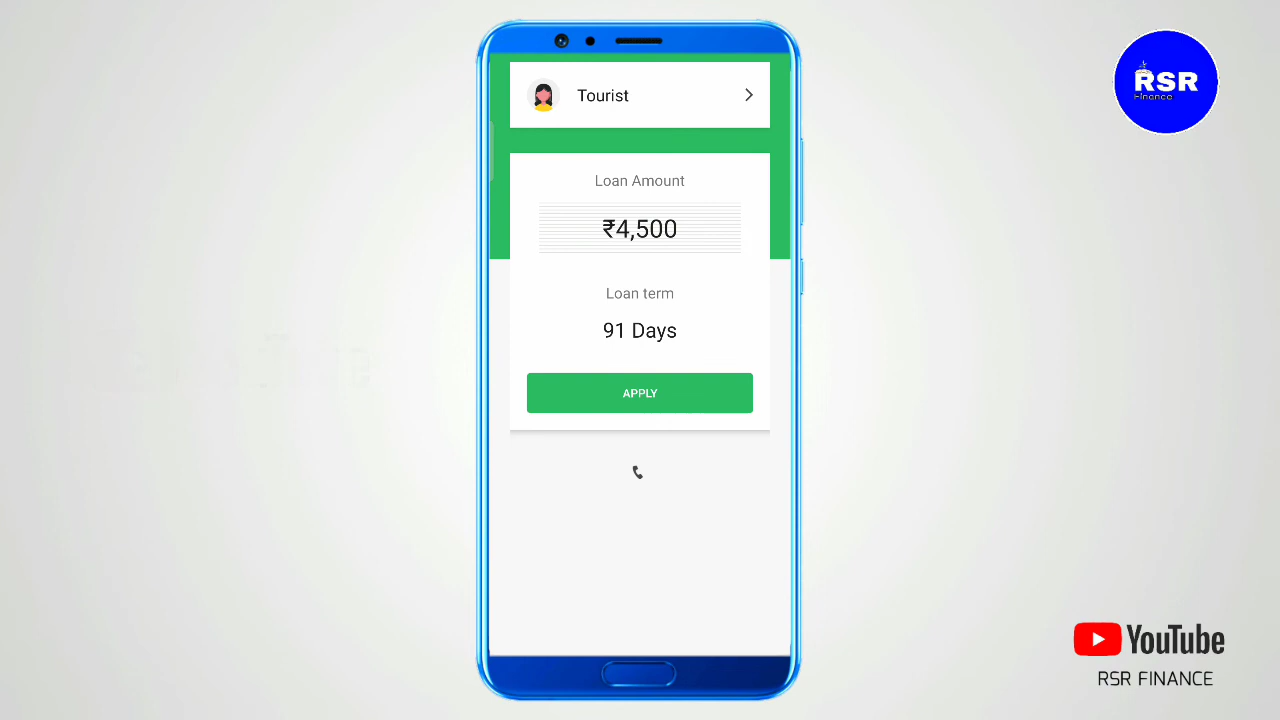 Tourist
Loan Amount
₹4,500
Loan term
91 Days
APPLY
RSR
Finance
YouTube
RSR FINANCE